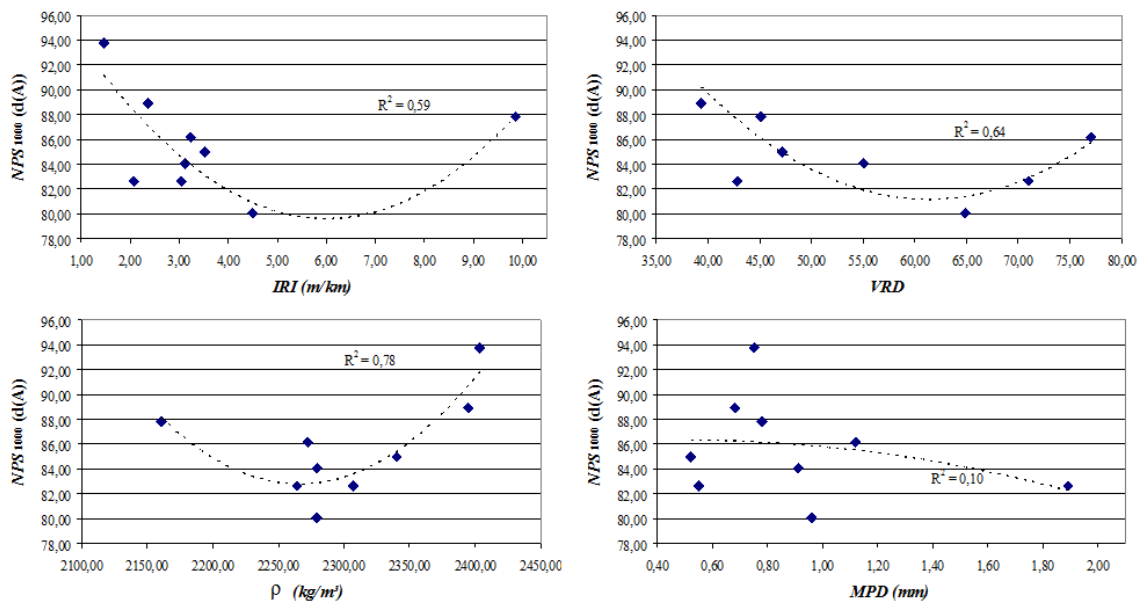 96,00
94,00
92,00
90,00
88,00
86,00
84,00
82,00
80,00
78,00
NPS 1000 (d(A))
R² = 0,59
1,00 2,00 3,00 4,00 5,00 6,00 7,00 8,00 9,00 10,00
IRI (m/km)
96,00
94,00
92,00
90,00
88,00
86,00
84,00
82,00
80,00
78,00
NPS 1000 (d(A))
R² = 0,64
35,00 40,00 45,00 50,00 55,00 60,00 65,00 70,00 75,00 80,00
VRD
96,00
94,00
92,00
90,00
88,00
86,00
84,00
82,00
80,00
78,00
NPS 1000 (d(A))
R² = 0,78
2100,00 2150,00 2200,00 2250,00 2300,00 2350,00 2400,00 2450,00
ρ (kg/m³)
96,00
94,00
92,00
90,00
88,00
86,00
84,00
82,00
80,00
78,00
NPS 1000 (d(A))
R² = 0,10
0,40 0,60 0,80 1,00 1,20 1,40 1,60 1,80 2,00
MPD (mm)